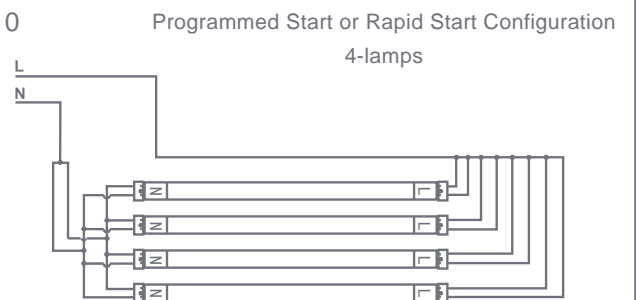 0
Programmed Start or Rapid Start Configuration
4-lamps
L
N
N L
N L
N L
N L